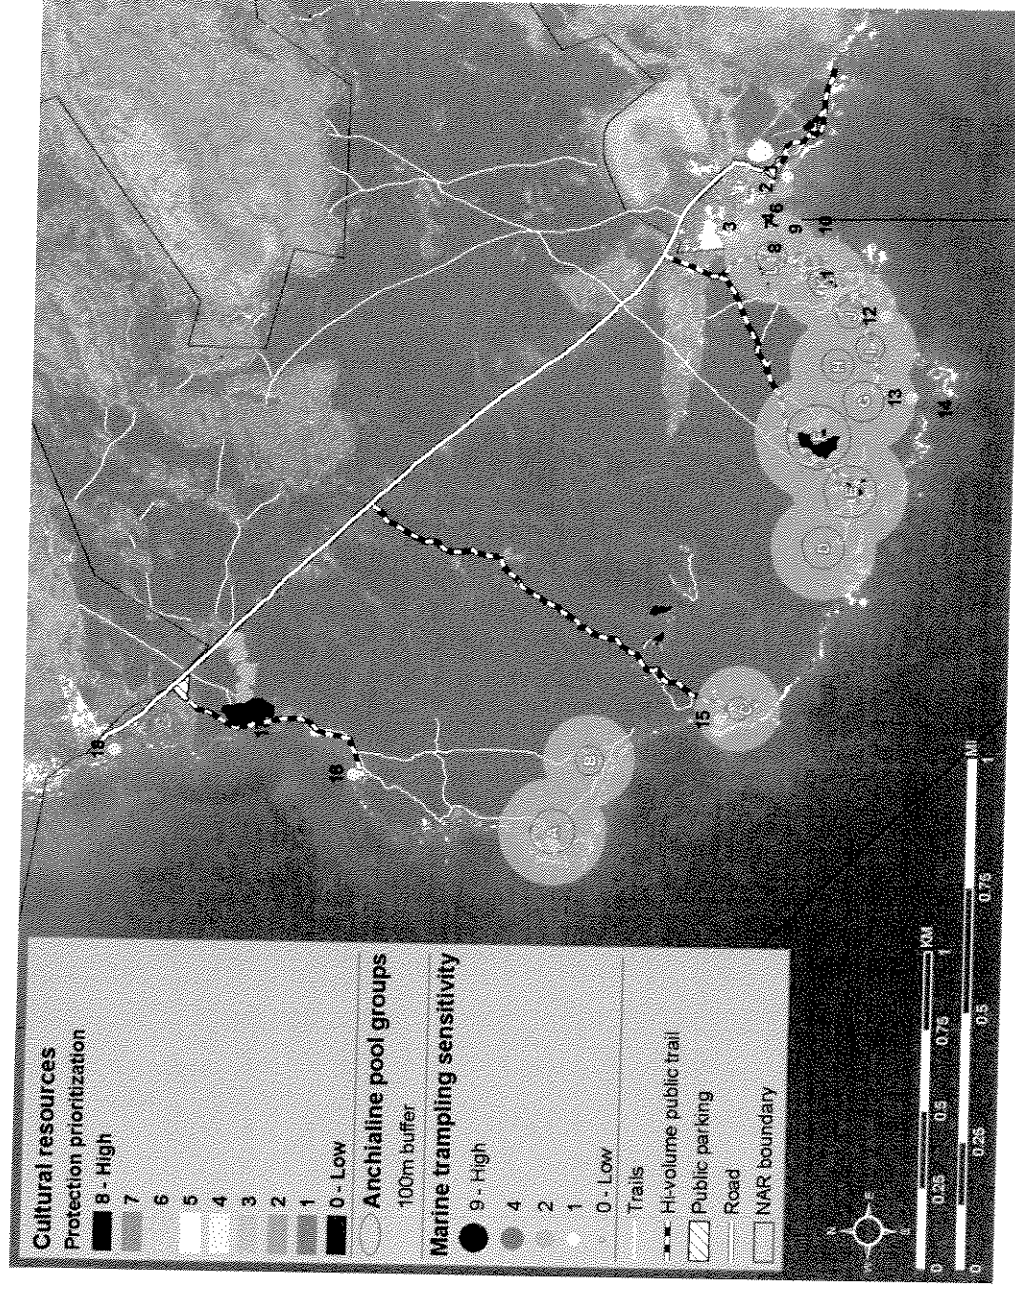 Cultural resources
Protection prioritization
8 - High
7
6
5
4
3
2
1
0 - Low
Anchialine pool groups
100m buffer
Marine trampling sensitivity
9 - High
4
2
1
0 - Low
Trails
Hi-volume public trail
Public parking
Road
NAR boundary
0 0.25 0.5 0.75 1 KM
0 0.25 0.5 0.75 1 MI
N
A
B
C
D
E
G
H
J
2
3
6
8
9
10
12
13
14
15
16
18